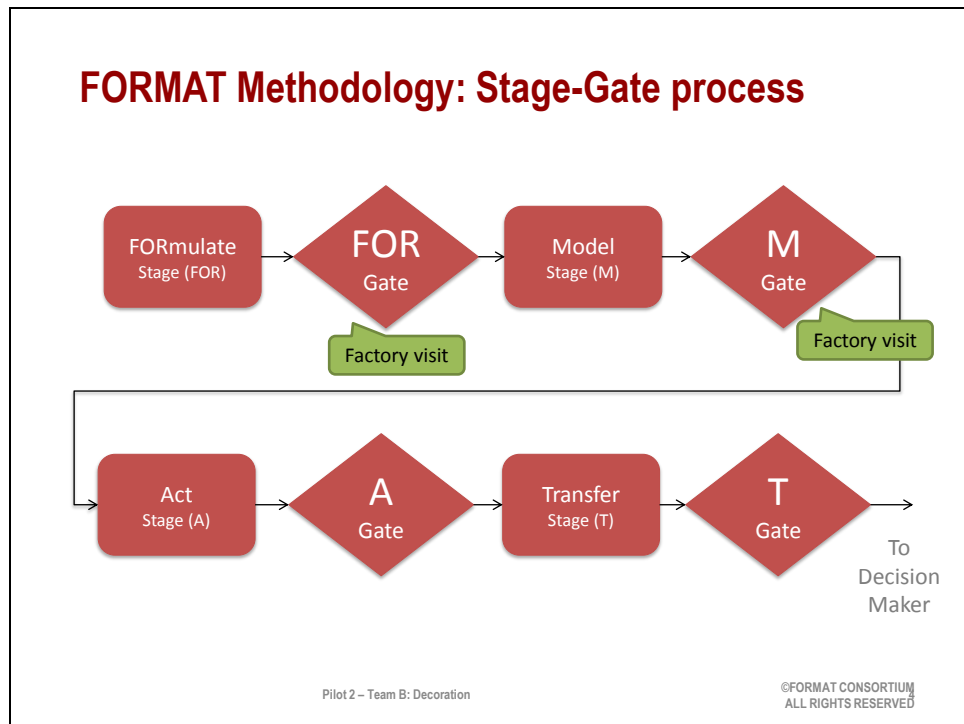 FORMAT Methodology: Stage-Gate process
FORmulate
Stage (FOR)
FOR
Gate
Model
Stage (M)
M
Gate
Factory visit
Factory visit
Act
Stage (A)
A
Gate
Transfer
Stage (T)
T
Gate
To
Decision
Maker
Pilot 2 – Team B: Decoration
©FORMAT CONSORTIUM
ALL RIGHTS RESERVED
4